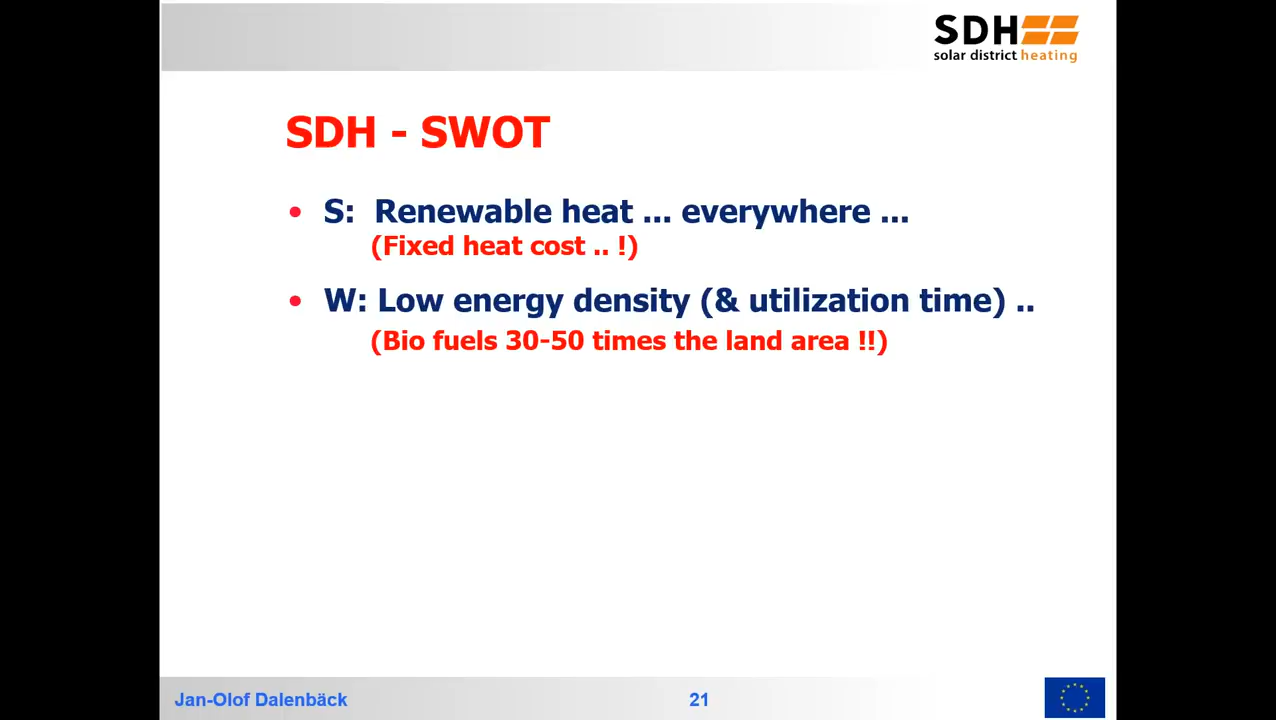 SDH
solar district heating
SDH - SWOT
• S: Renewable heat ... everywhere ...
(Fixed heat cost .. !)
• W: Low energy density (& utilization time) ..
(Bio fuels 30-50 times the land area !!)
Jan-Olof Dalenbäck
21